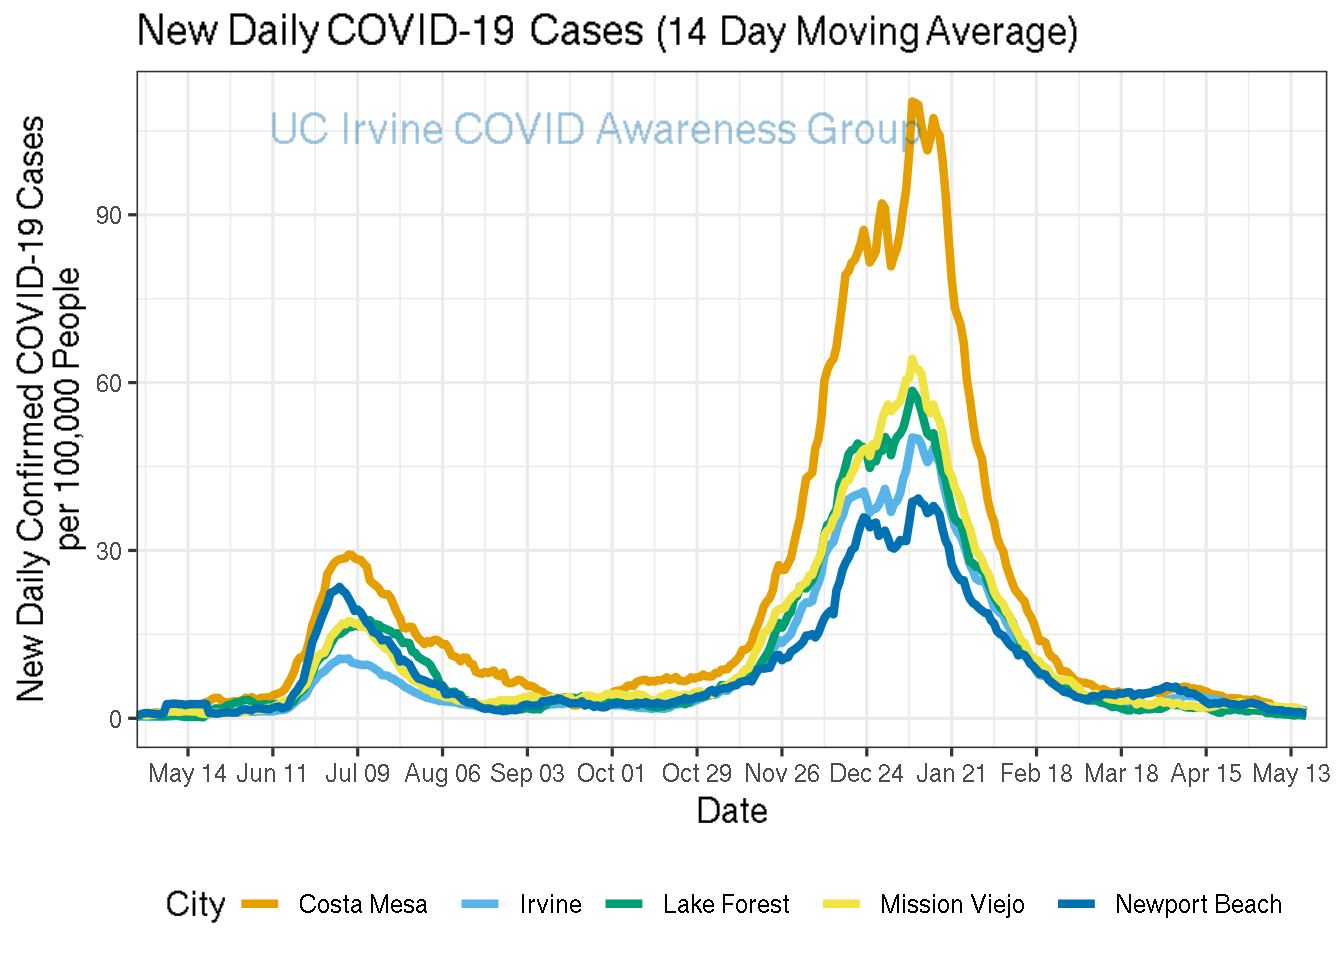 New Daily COVID-19 Cases (14 Day Moving Average)
UC Irvine COVID Awareness Group
New Daily Confirmed COVID-19 Cases
per 100,000 People
90
60
30
0
May 14 Jun 11 Jul 09 Aug 06 Sep 03 Oct 01 Oct 29 Nov 26 Dec 24 Jan 21 Feb 18 Mar 18 Apr 15 May 13
Date
City Costa Mesa Irvine Lake Forest Mission Viejo Newport Beach